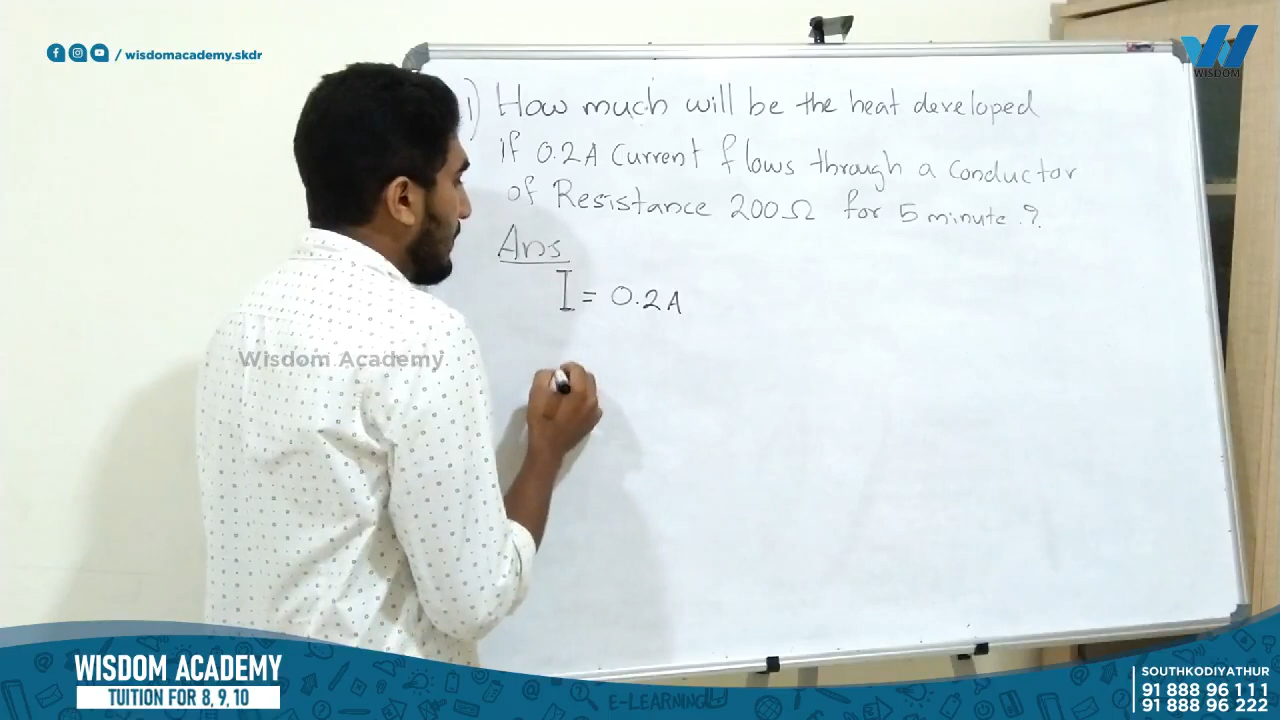 / wisdomacademy.skdr
WISDOM
1) How much will be the heat developed
if 0.2A Current flows through a Conductor
of Resistance 200Ω for 5 minute.?
Ans
I = 0.2A
Wisdom Academy
WISDOM ACADEMY
TUITION FOR 8, 9, 10
E-LEARNING
SOUTHKODIYATHUR
91 888 96 111
91 888 96 222